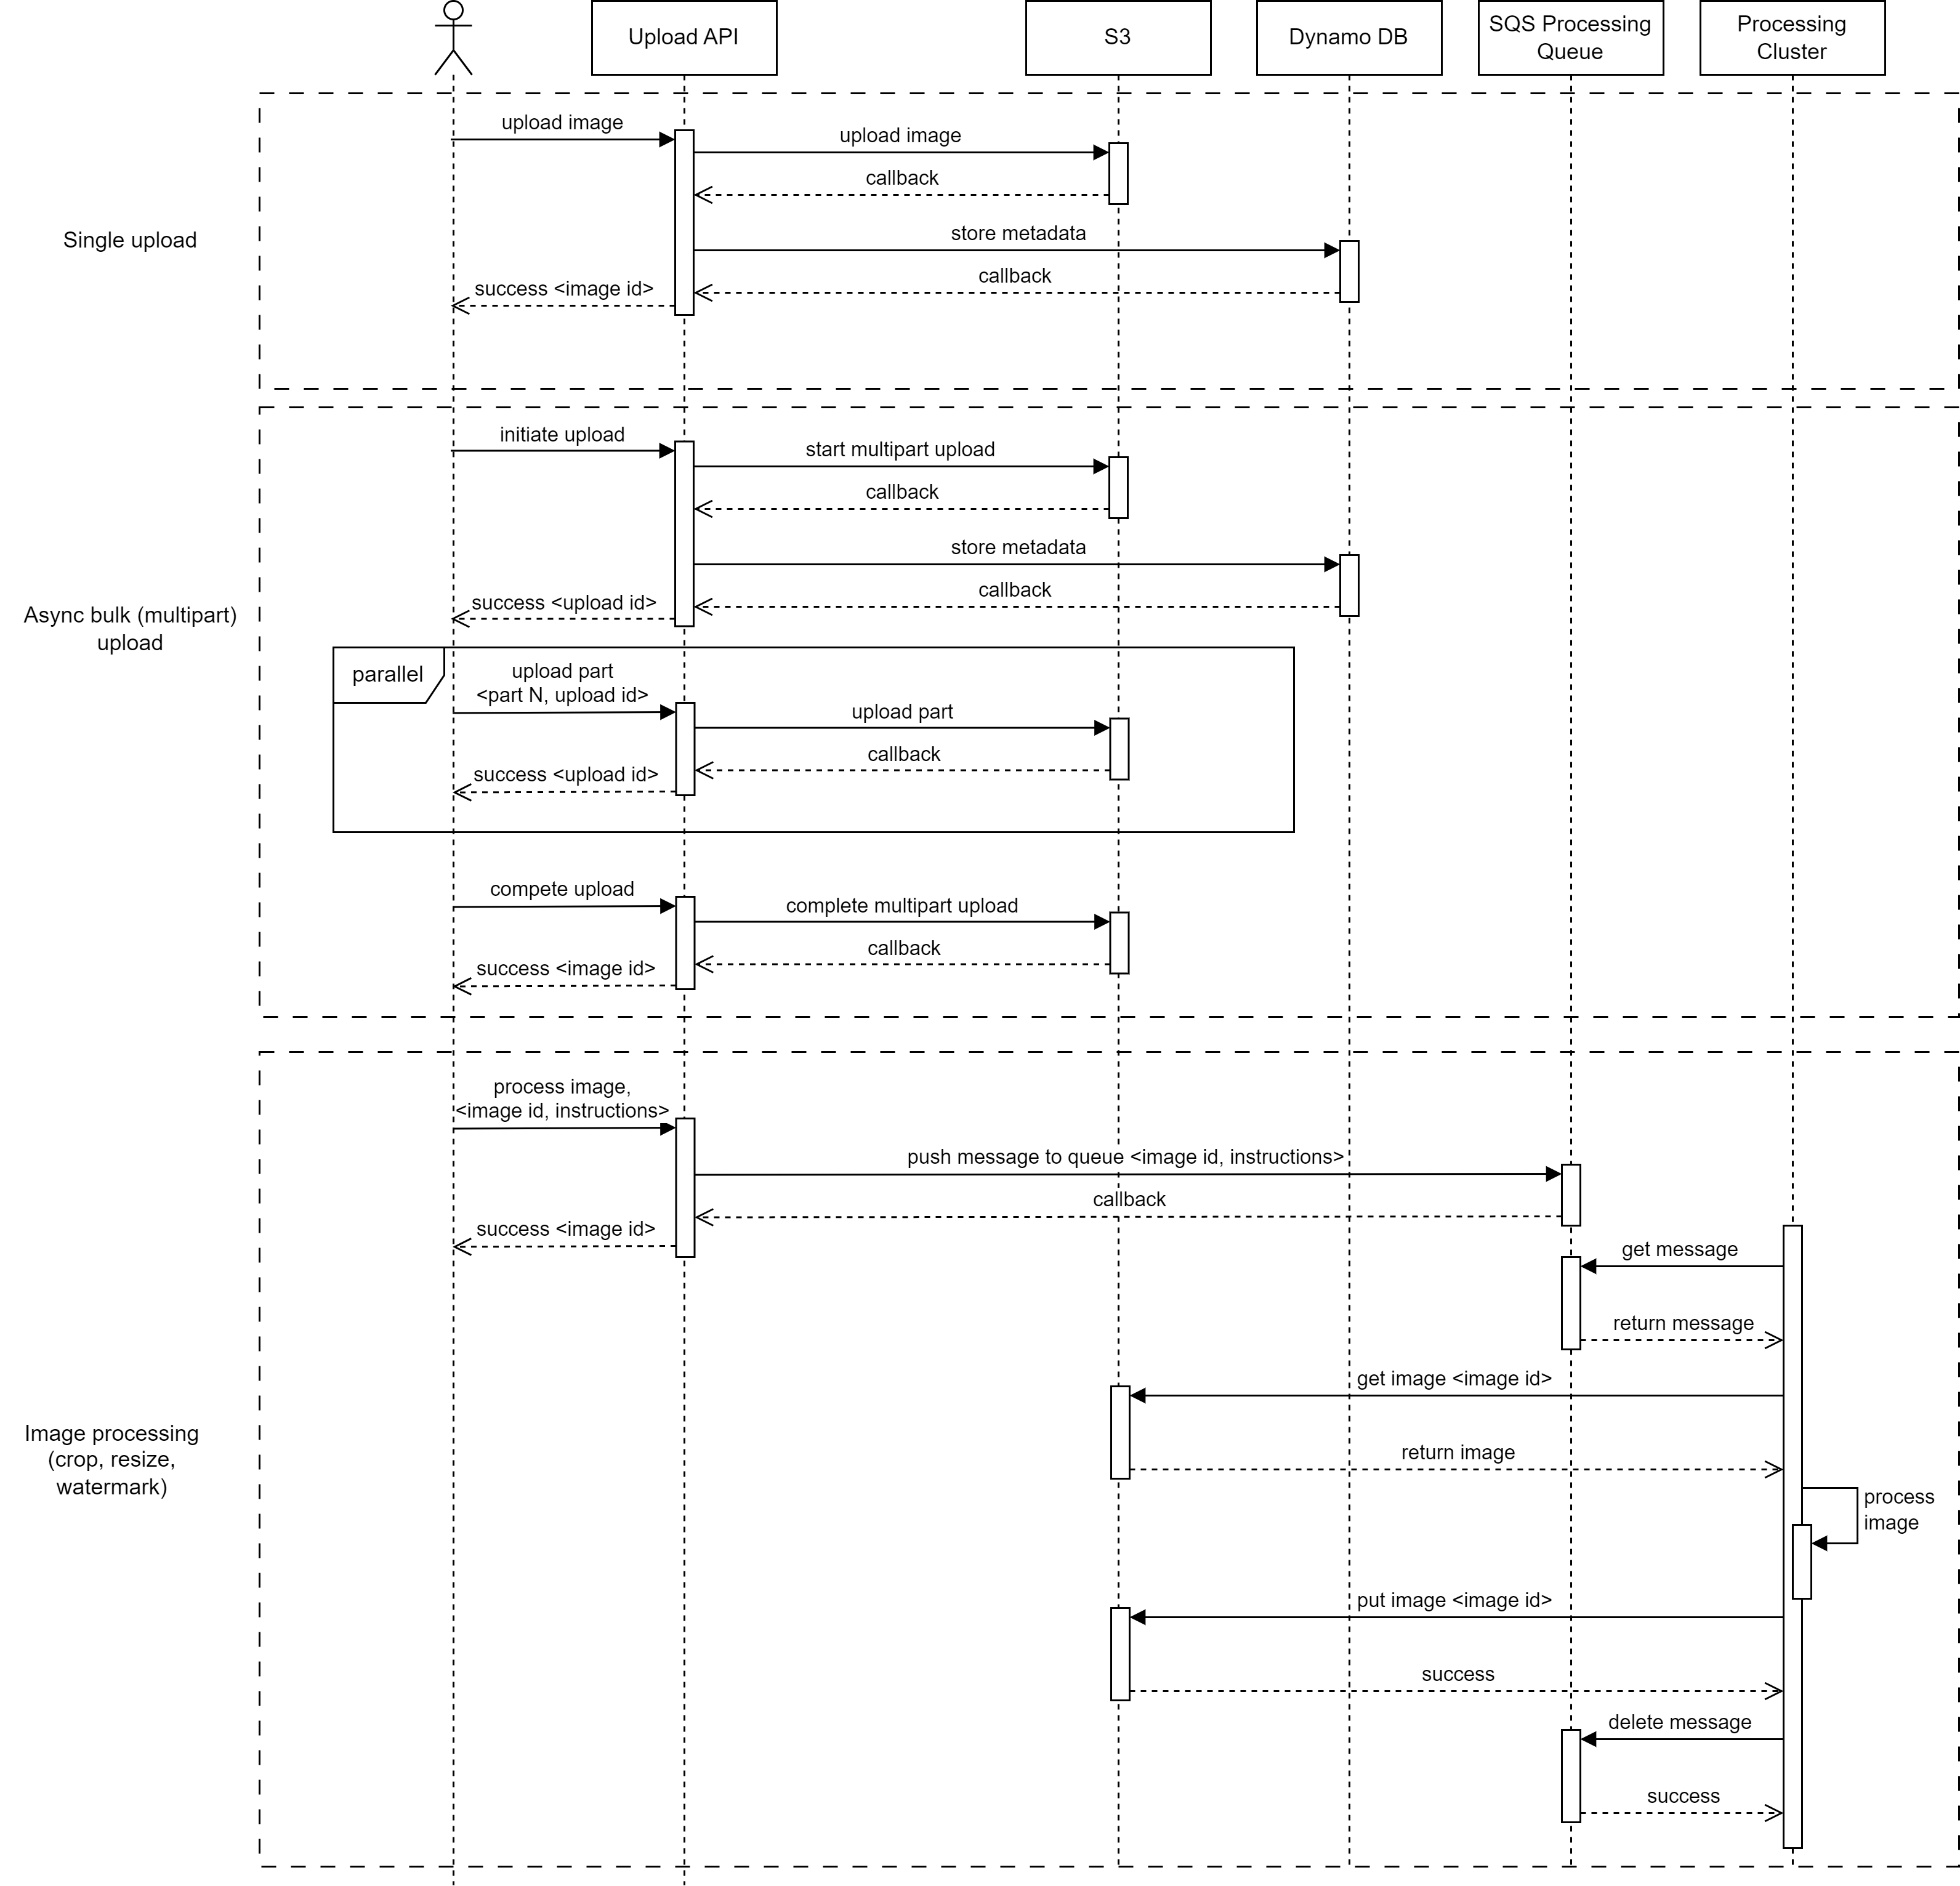 Upload API
S3
Dynamo DB
SQS Processing
Queue
Processing
Cluster
Single upload
upload image
upload image
callback
store metadata
callback
success <image id>
Async bulk (multipart)
upload
initiate upload
start multipart upload
callback
store metadata
callback
success <upload id>
parallel
upload part
<part N, upload id>
upload part
callback
success <upload id>
compete upload
complete multipart upload
callback
success <image id>
Image processing
(crop, resize,
watermark)
process image,
<image id, instructions>
push message to queue <image id, instructions>
callback
success <image id>
get message
return message
get image <image id>
return image
process
image
put image <image id>
success
delete message
success